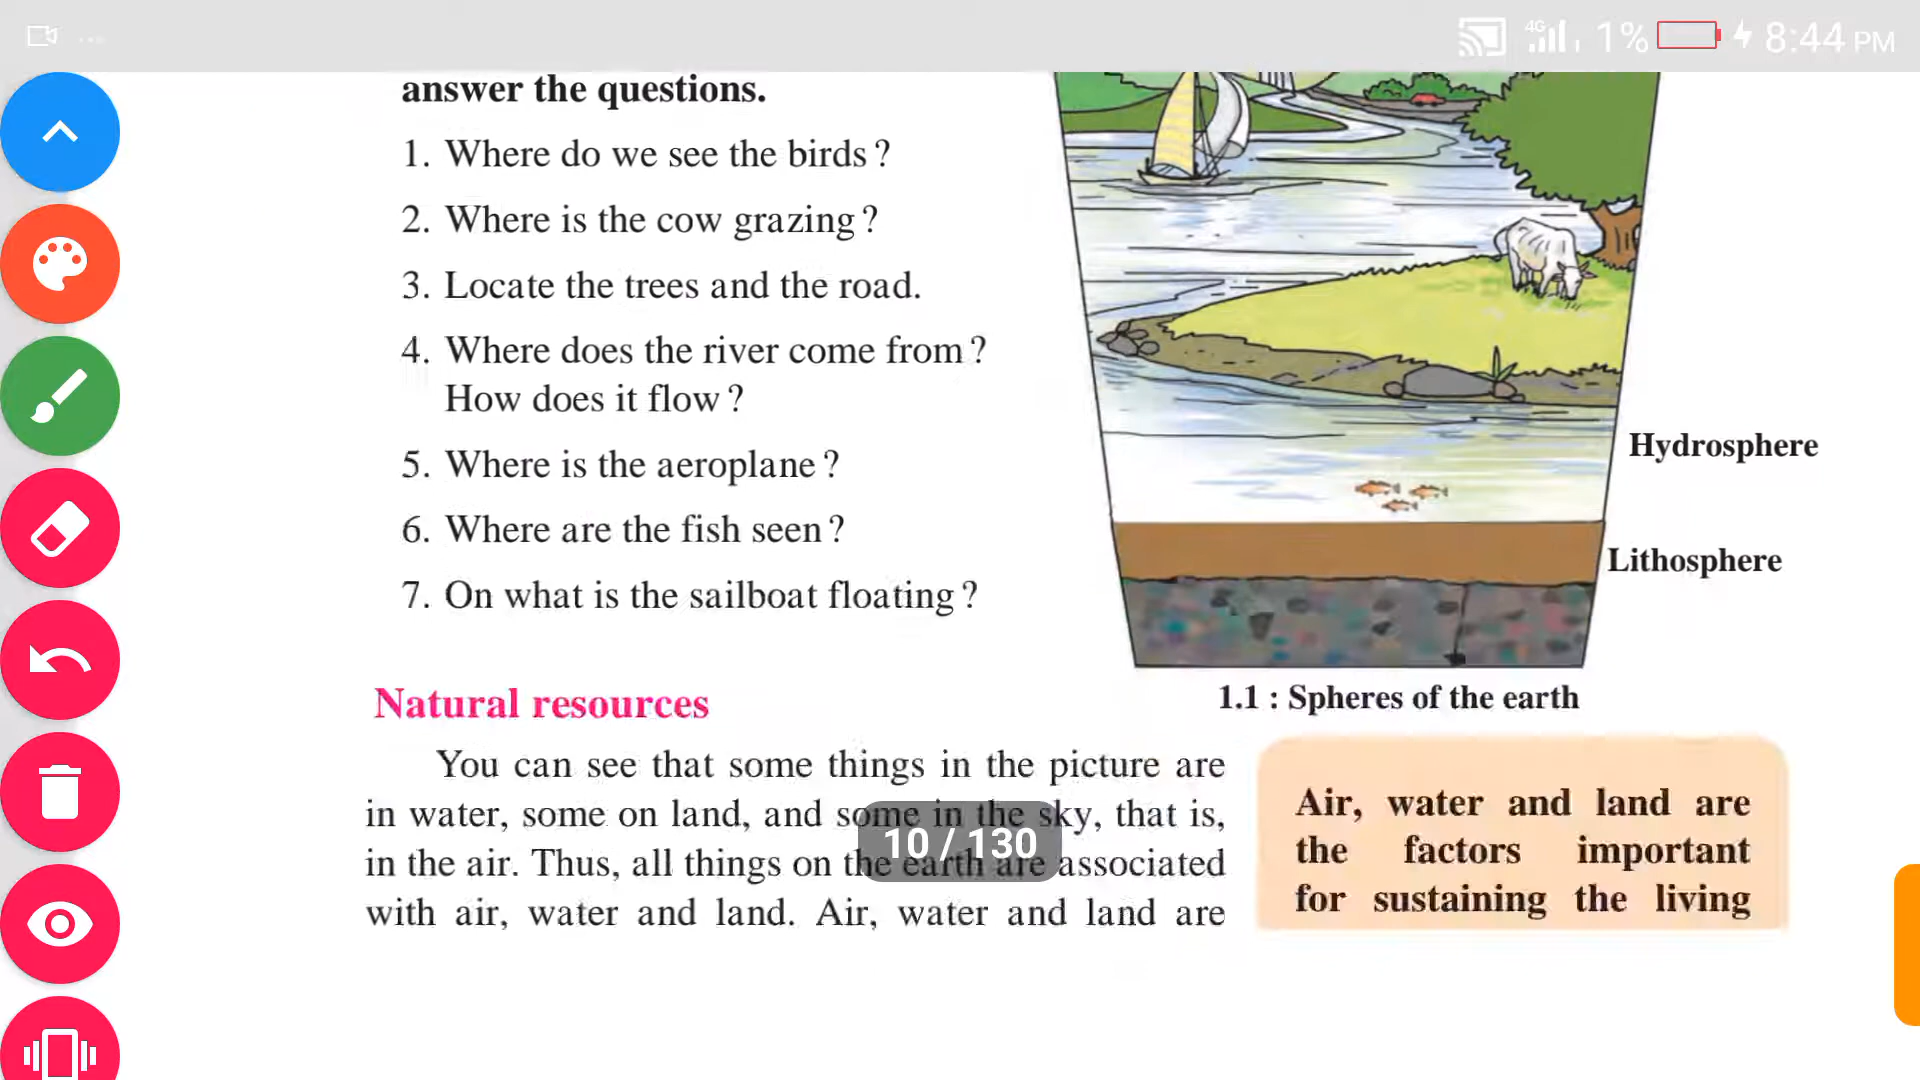 4G 1% 8:44 PM
answer the questions.
1. Where do we see the birds ?
2. Where is the cow grazing ?
3. Locate the trees and the road.
4. Where does the river come from ?
How does it flow ?
5. Where is the aeroplane ?
6. Where are the fish seen ?
7. On what is the sailboat floating ?
Hydrosphere
Lithosphere
1.1 : Spheres of the earth
Natural resources
You can see that some things in the picture are
in water, some on land, and some in the sky, that is,
in the air. Thus, all things on the earth are associated
with air, water and land. Air, water and land are
10 / 130
Air, water and land are
the factors important
for sustaining the living